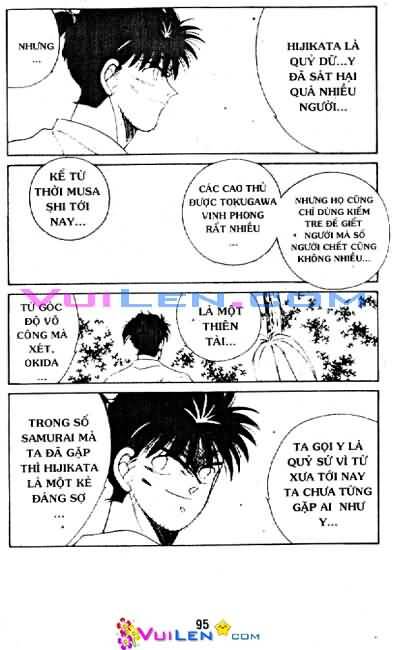 NHƯNG
...
HIJIKATA LÀ
QUỶ DỮ...Y
ĐÃ SÁT HẠI
QUÁ NHIỀU
NGƯỜI...
KỂ TỪ
THỜI MUSA
SHI TỚI
NAY...
CÁC CAO THỦ
ĐƯỢC TOKUGAWA
VINH PHONG
RẤT NHIỀU
...
NHƯNG HỌ CŨNG
CHỈ DÙNG KIẾM
TRE ĐỂ GIẾT
NGƯỜI MÀ SỐ
NGƯỜI CHẾT CŨNG
KHÔNG NHIỀU...
VUILEN.COM
TỪ GÓC
ĐỘ VÕ
CÔNG MÀ
XÉT,
OKIDA
...
LÀ MỘT
THIÊN
TÀI...
TRONG SỐ
SAMURAI MÀ
TA ĐÃ GẶP
THÌ HIJIKATA
LÀ MỘT KẺ
ĐÁNG SỢ
...
TA GỌI Y LÀ
QUỶ SỨ VÌ TỪ
XƯA TỚI NAY
TA CHƯA TỪNG
GẶP AI NHƯ
Y...
95
VUILEN.COM